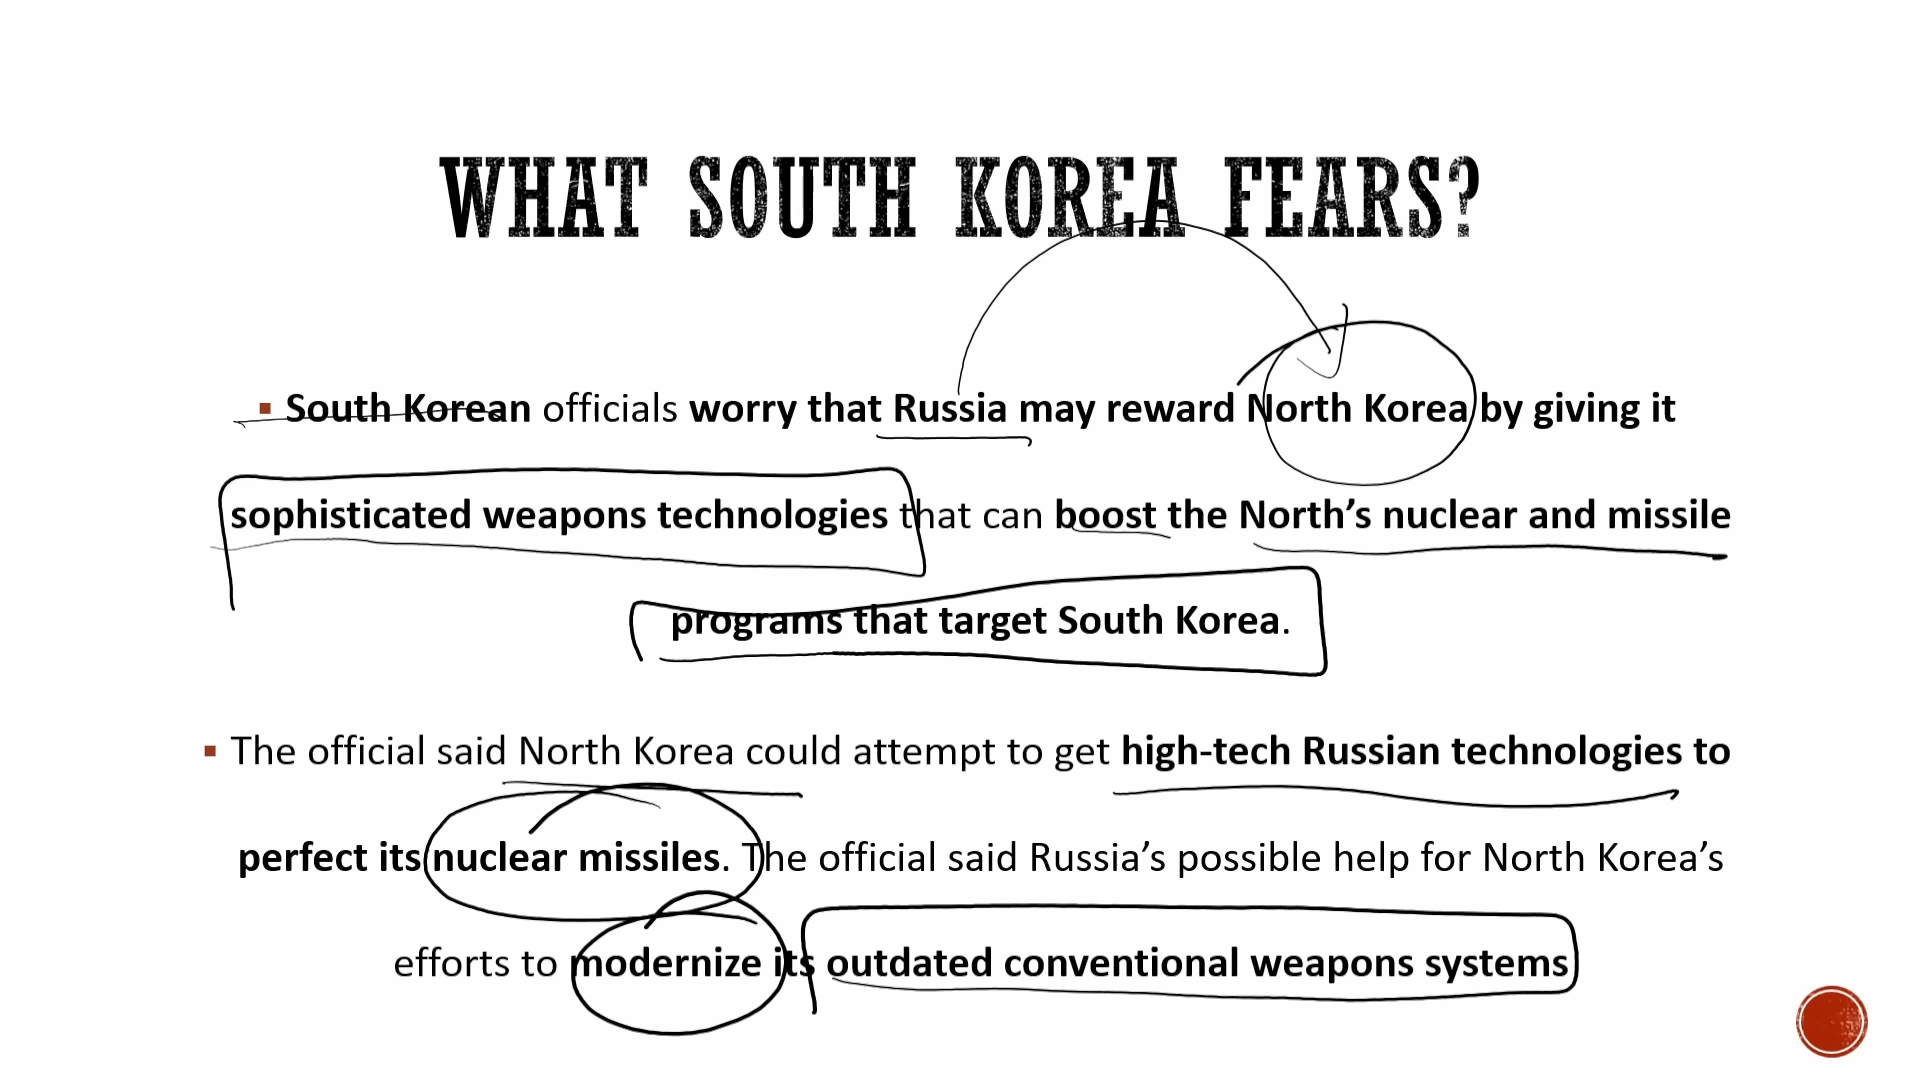 WHAT SOUTH KOREA FEARS?
▪ South Korean officials worry that Russia may reward North Korea by giving it
sophisticated weapons technologies that can boost the North’s nuclear and missile
programs that target South Korea.
▪ The official said North Korea could attempt to get high-tech Russian technologies to
perfect its nuclear missiles. The official said Russia’s possible help for North Korea’s
efforts to modernize its outdated conventional weapons systems